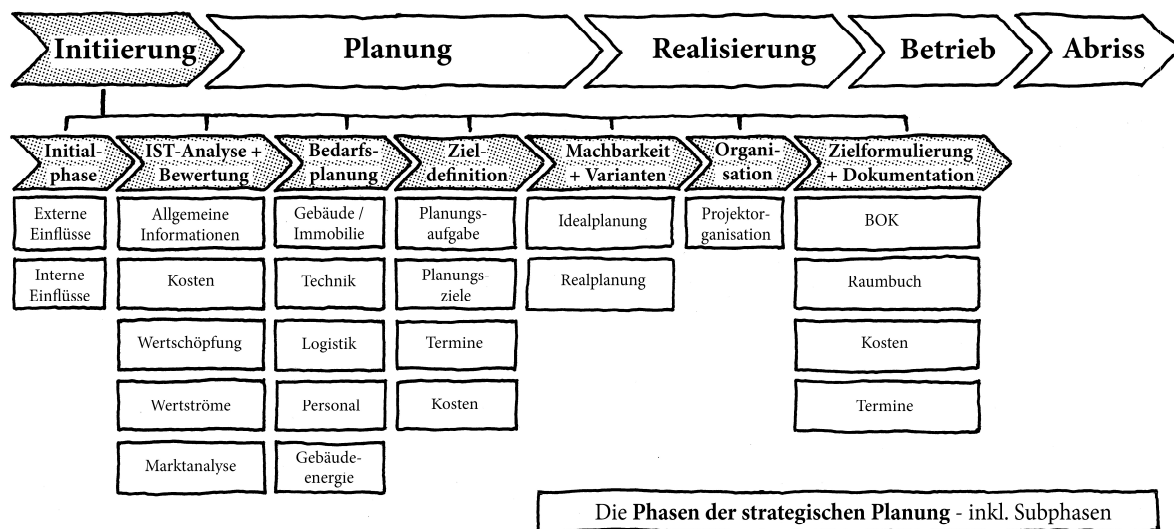 Initiierung
Planung
Realisierung
Betrieb
Abriss
Initial-
phase
IST-Analyse +
Bewertung
Bedarfs-
planung
Ziel-
definition
Machbarkeit
+ Varianten
Organi-
sation
Zielformulierung
+ Dokumentation
Externe
Einflüsse
Interne
Einflüsse
Allgemeine
Informationen
Kosten
Wertschöpfung
Wertströme
Marktanalyse
Gebäude /
Immobilie
Technik
Logistik
Personal
Gebäude-
energie
Planungs-
aufgabe
Planungs-
ziele
Termine
Kosten
Idealplanung
Realplanung
Projektor-
ganisation
BOK
Raumbuch
Kosten
Termine
Die Phasen der strategischen Planung - inkl. Subphasen